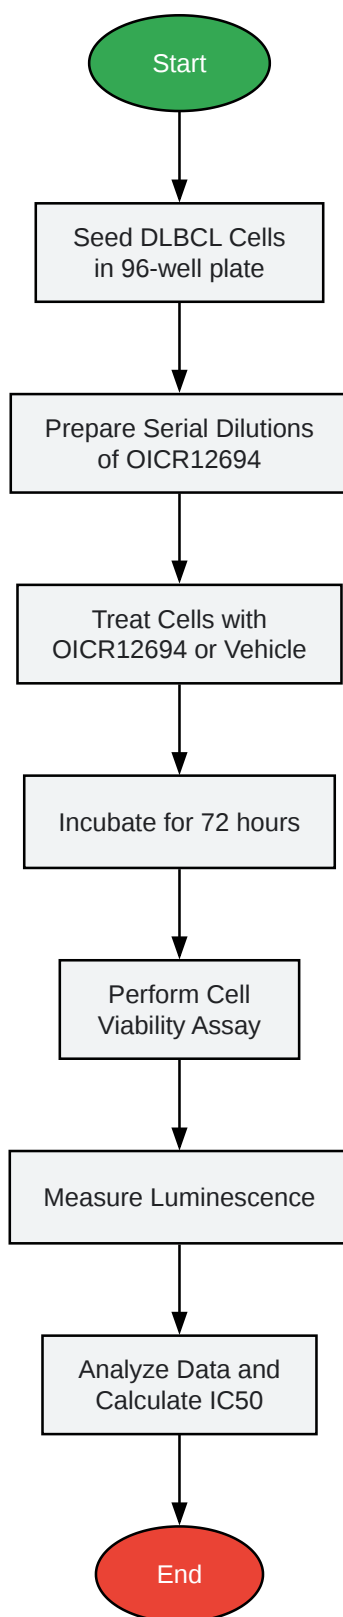 Start
Seed DLBCL Cells
in 96-well plate
Prepare Serial Dilutions
of OICR12694
Treat Cells with
OICR12694 or Vehicle
Incubate for 72 hours
Perform Cell
Viability Assay
Measure Luminescence
Analyze Data and
Calculate IC50
End